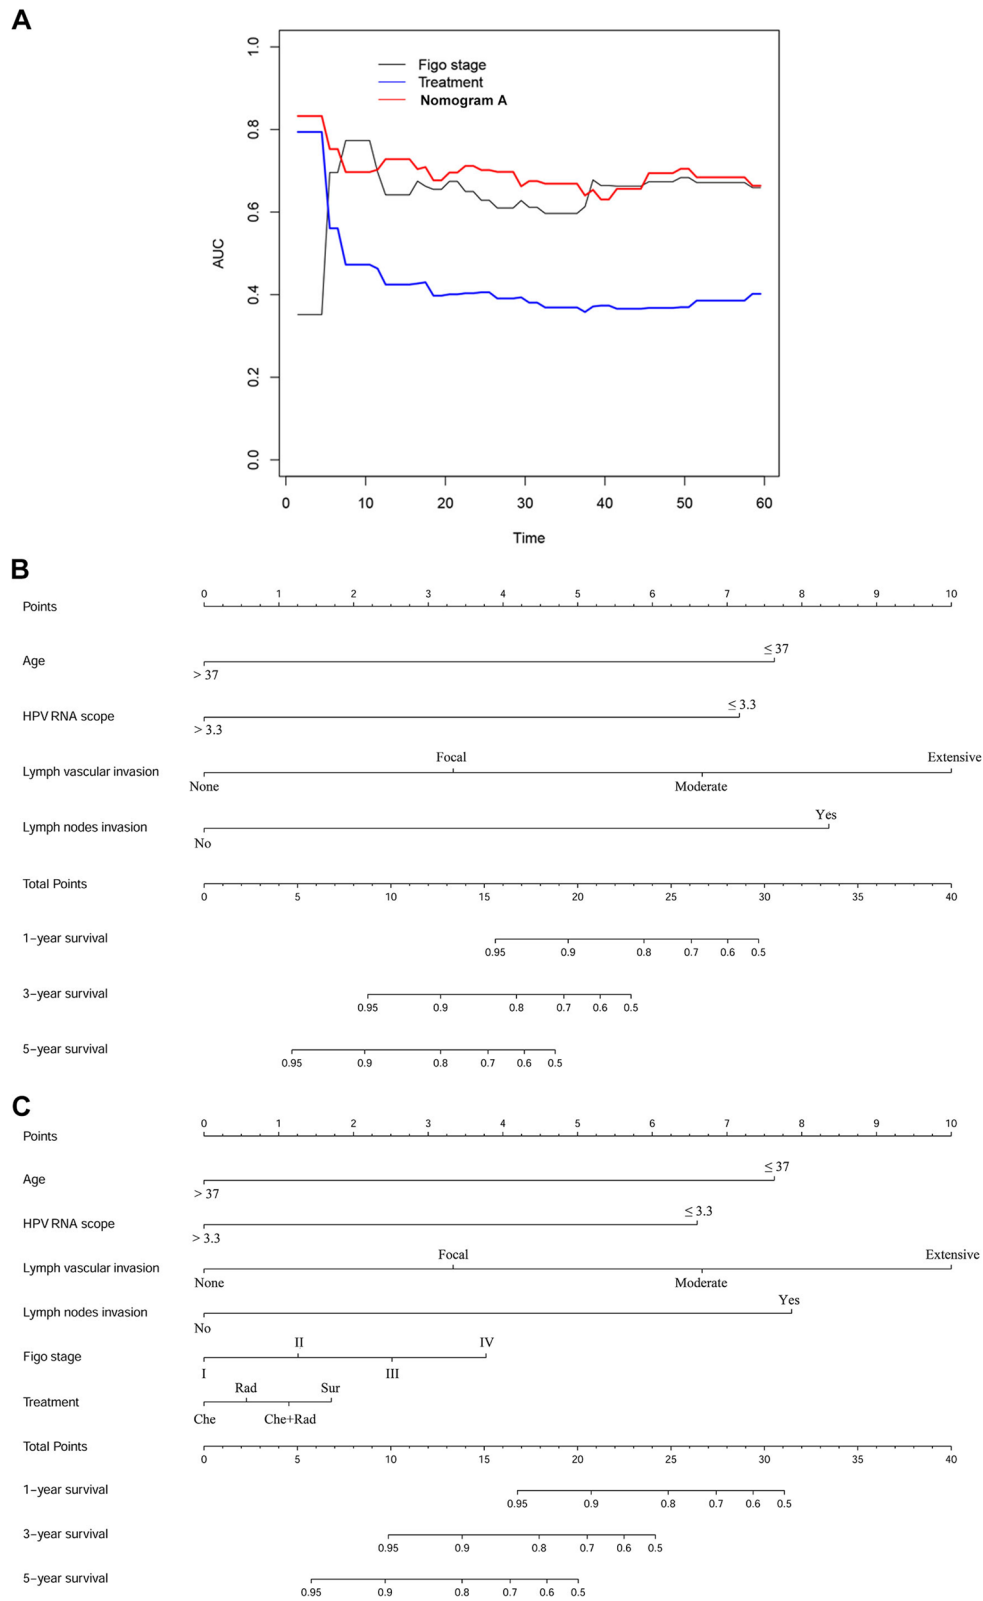 A
1.0
0.8
0.6
0.4
0.2
0.0
AUC
Figo stage
Treatment
Nomogram A
0 10 20 30 40 50 60
Time
B
0 1 2 3 4 5 6 7 8 9 10
Points
≤ 37
Age
> 37
≤ 3.3
HPV RNA scope
> 3.3
Focal Extensive
Lymph vascular invasion
None Moderate
Yes
Lymph nodes invasion
No
Total Points
0 5 10 15 20 25 30 35 40
1-year survival
0.95 0.9 0.8 0.7 0.6 0.5
3-year survival
0.95 0.9 0.8 0.7 0.6 0.5
5-year survival
0.95 0.9 0.8 0.7 0.6 0.5
C
0 1 2 3 4 5 6 7 8 9 10
Points
≤ 37
Age
> 37
≤ 3.3
HPV RNA scope
> 3.3
Focal Extensive
Lymph vascular invasion
None Moderate
Yes
Lymph nodes invasion
No
II IV
Figo stage
I III
Rad Sur
Treatment
Che Che+Rad
Total Points
0 5 10 15 20 25 30 35 40
1-year survival
0.95 0.9 0.8 0.7 0.6 0.5
3-year survival
0.95 0.9 0.8 0.7 0.6 0.5
5-year survival
0.95 0.9 0.8 0.7 0.6 0.5